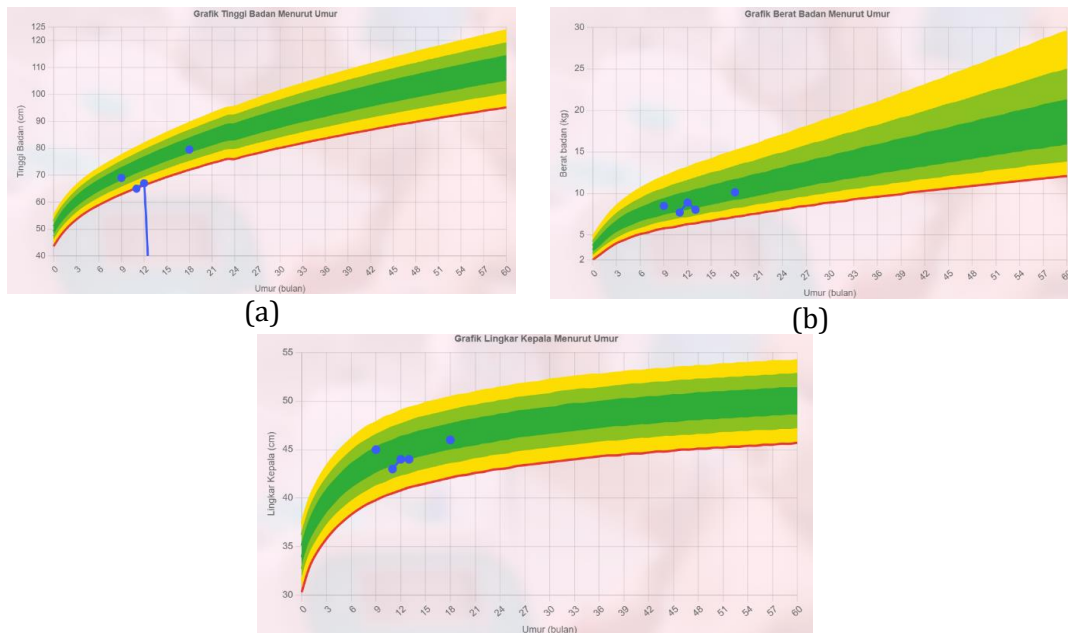 Grafik Tinggi Badan Menurut Umur
Tinggi Badan (cm)
125
120
110
100
90
80
70
60
50
40
0 3 6 9 12 15 18 21 24 27 30 33 36 39 42 45 48 51 54 57 60
Umur (bulan)
(a)
Grafik Berat Badan Menurut Umur
Berat badan (kg)
30
25
20
15
10
5
2
0 3 6 9 12 15 18 21 24 27 30 33 36 39 42 45 48 51 54 57 60
Umur (bulan)
(b)
Grafik Lingkar Kepala Menurut Umur
Lingkar Kepala (cm)
55
50
45
40
35
30
0 3 6 9 12 15 18 21 24 27 30 33 36 39 42 45 48 51 54 57 60
Umur (bulan)